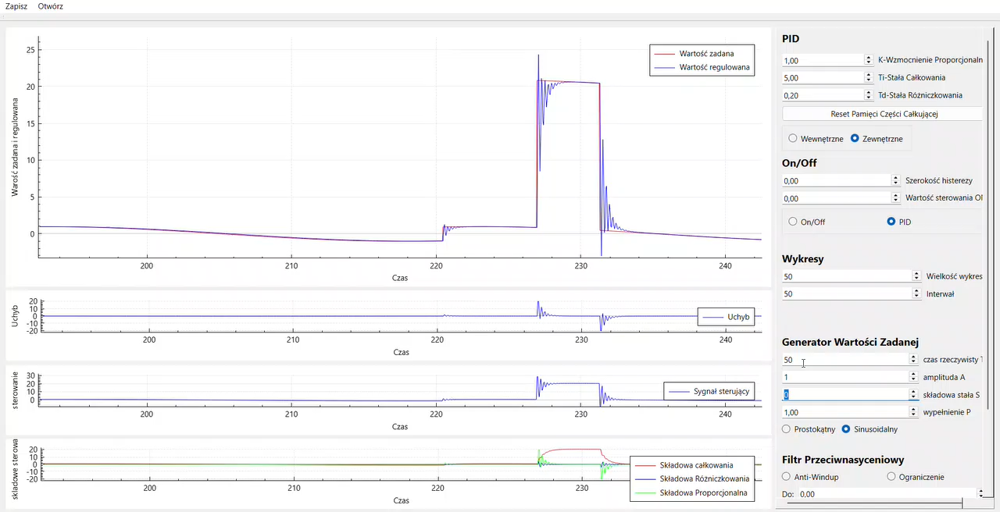 Zapisz Otwórz
25
20
15
10
5
0
Warość zadana i regulowana
Wartość zadana
Wartość regulowana
200 210 220 230 240
Czas
20
10
0
-10
-20
Uchyb
Uchyb
200 210 220 230 240
Czas
30
20
10
0
sterowanie
Sygnał sterujący
200 210 220 230 240
Czas
20
10
0
-10
-20
składowe sterowa
Składowa całkowania
Składowa Różniczkowania
Składowa Proporcjonalna
200 210 220 230
Czas
PID
1,00 K-Wzmocnienie Proporcjonaln
5,00 Ti-Stała Całkowania
0,20 Td-Stała Różniczkowania
Reset Pamięci Części Całkującej
Wewnętrzne Zewnętrzne
On/Off
0,00 Szerokość histerezy
0,00 Wartość sterowania O
On/Off PID
Wykresy
50 Wielkość wykres
50 Interwał
Generator Wartości Zadanej
50 czas rzeczywisty T
1 amplituda A
0 składowa stała S
1,00 wypełnienie P
Prostokątny Sinusoidalny
Filtr Przeciwnasyceniowy
Anti-Windup Ograniczenie
Do: 0.00